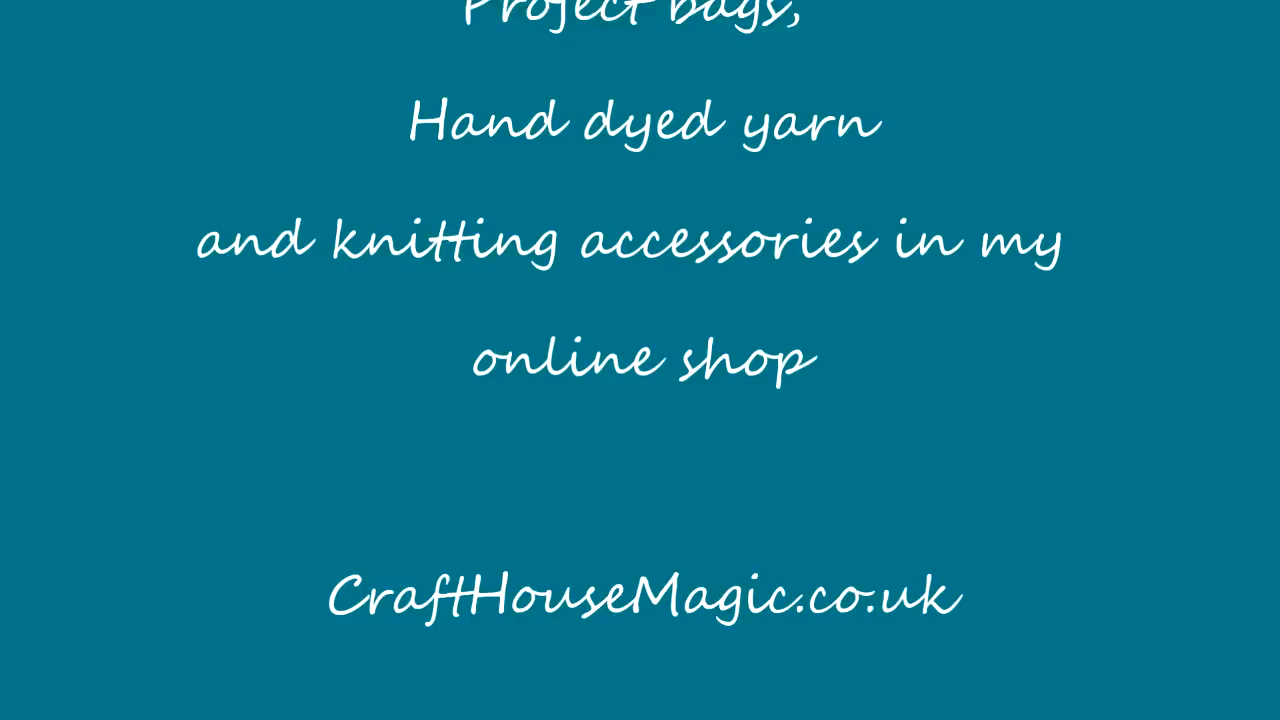 Project bags,
Hand dyed yarn
and knitting accessories in my
online shop
CraftHouseMagic.co.uk